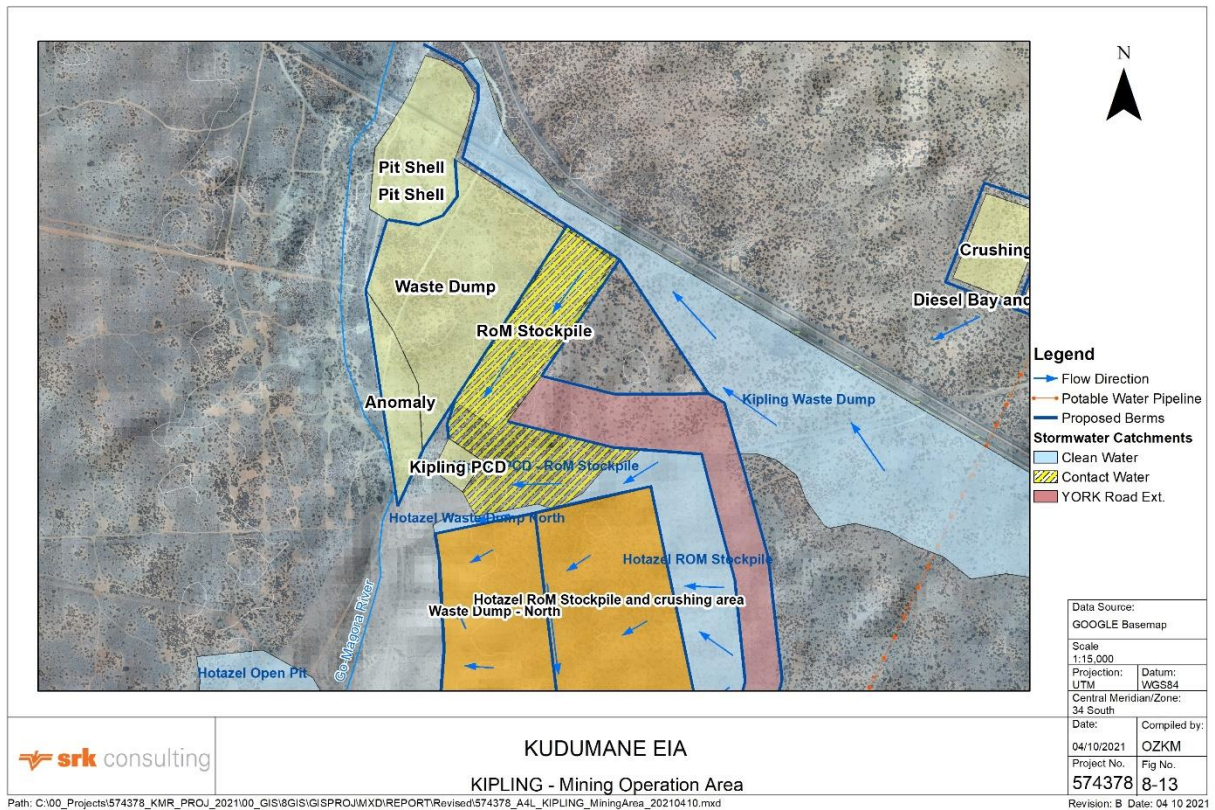 N
Pit Shell
Pit Shell
Crushing
Waste Dump
Diesel Bay and
RoM Stockpile
Kipling Waste Dump
Anomaly
Kipling PCD
CD - RoM Stockpile
Hotazel Waste Dump North
Hotazel ROM Stockpile
Hotazel RoM Stockpile and crushing area
Waste Dump - North
Ga-Magora River
Hotazel Open Pit
Legend
Flow Direction
Potable Water Pipeline
Proposed Berms
Stormwater Catchments
Clean Water
Contact Water
YORK Road Ext.
Data Source:
GOOGLE Basemap
Scale
1:15,000
Projection: Datum:
UTM WGS84
Central Meridian/Zone:
34 South
Date: Compiled by:
04/10/2021 OZKM
Project No. Fig No.
574378 8-13
srk consulting
KUDUMANE EIA
KIPLING - Mining Operation Area
Path: C:\00_Projects\574378_KMR_PROJ_2021\00_GIS\8GIS\GISPROJ\MXD\REPORT\Revised\574378_A4L_KIPLING_MiningArea_20210410.mxd
Revision: B Date: 04 10 2021